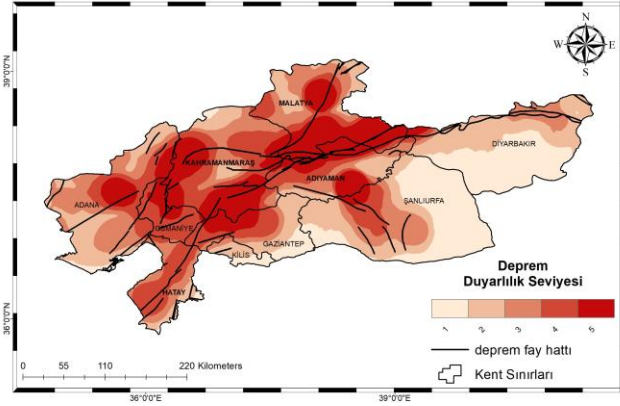 N
W E
S
39°0'0"N
36°0'0"N
MALATYA
DİYARBAKIR
KAHRAMANMARAŞ
ADIYAMAN
ŞANLIURFA
ADANA
OSMANİYE
GAZİANTEP
KİLİS
HATAY
Deprem
Duyarlılık Seviyesi
1 2 3 4 5
deprem fay hattı
Kent Sınırları
0 55 110 220 Kilometers
36°0'0"E 39°0'0"E